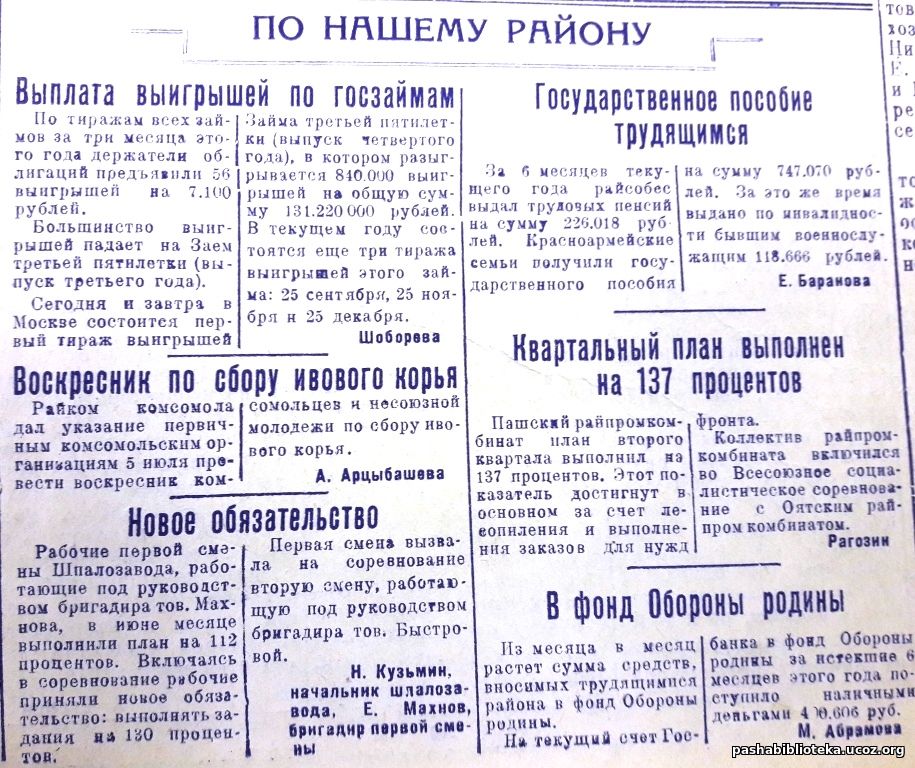 ПО НАШЕМУ РАЙОНУ
Выплата выигрышей по госзаймам
По тиражам всех зай-
мов за три месяца это-
го года держатели об-
лигаций предъявили 56
выигрышей на 7.100
рублей.
Большинство выиг-
рышей падает на Заем
третьей пятилетки (вы-
пуск третьего года).
Сегодня и завтра в
Москве состоится пер-
вый тираж выигрышей
Займа третьей пятилет-
ки (выпуск четвертого
года), в котором разыг-
рывается 840.000 выиг-
рышей на общую сум-
му 131.220 000 рублей.
В текущем году сос-
тоятся еще три тиража
выигрышей этого зай-
ма: 25 сентября, 25 ноя-
бря и 25 декабря.
Шоборева
Воскресник по сбору ивового корья
Райком комсомола
дал указание первич-
ным комсомольским ор-
ганизациям 5 июля про-
вести воскресник ком-
сомольцев и несоюзной
молодежи по сбору иво-
вого корья.
А. Арцыбашева
Новое обязательство
Рабочие первой сме-
ны Шпалозавода, рабо-
тающие под руководст-
вом бригадира тов. Мах-
нова, в июне месяце
выполнили план на 112
процентов. Включаясь
в соревнование рабочие
приняли новое обяза-
тельство: выполнять за-
дания на 130 процен-
тов.
Первая смена вызва-
ла на соревнование
вторую смену, работаю-
щую под руководством
бригадира тов. Быстро-
вой.
Н. Кузьмин,
начальник шпалоза-
вода, Е. Махнов,
бригадир первой сме-
ны
Государственное пособие
трудящимся
За 6 месяцев теку-
щего года райсобес
выдал трудовых пенсий
на сумму 226.018 руб-
лей. Красноармейские
семьи получили госу-
дарственного пособия
на сумму 747.070 руб-
лей. За это же время
выдано по инвалиднос-
ти бывшим военнослу-
жащим 118.666 рублей.
Е. Баранова
Квартальный план выполнен
на 137 процентов
Пашский райпромком-
бинат план второго
квартала выполнил на
137 процентов. Этот по-
казатель достигнут в
основном за счет ле-
сопиления и выполне-
ния заказов для нужд
фронта.
Коллектив райпром-
комбината включился
во Всесоюзное социа-
листическое соревнова-
ние с Оятским рай-
промкомбинатом.
Рагозин
В фонд Обороны родины
Из месяца в месяц
растет сумма средств,
вносимых трудящимися
района в фонд Обороны
родины.
На текущий счет Гос-
банка в фонд Обороны
родины за истекшие 6
месяцев этого года по-
ступило наличными
деньгами руб.
М. Абрамова
pashabiblioteka.ucoz.org